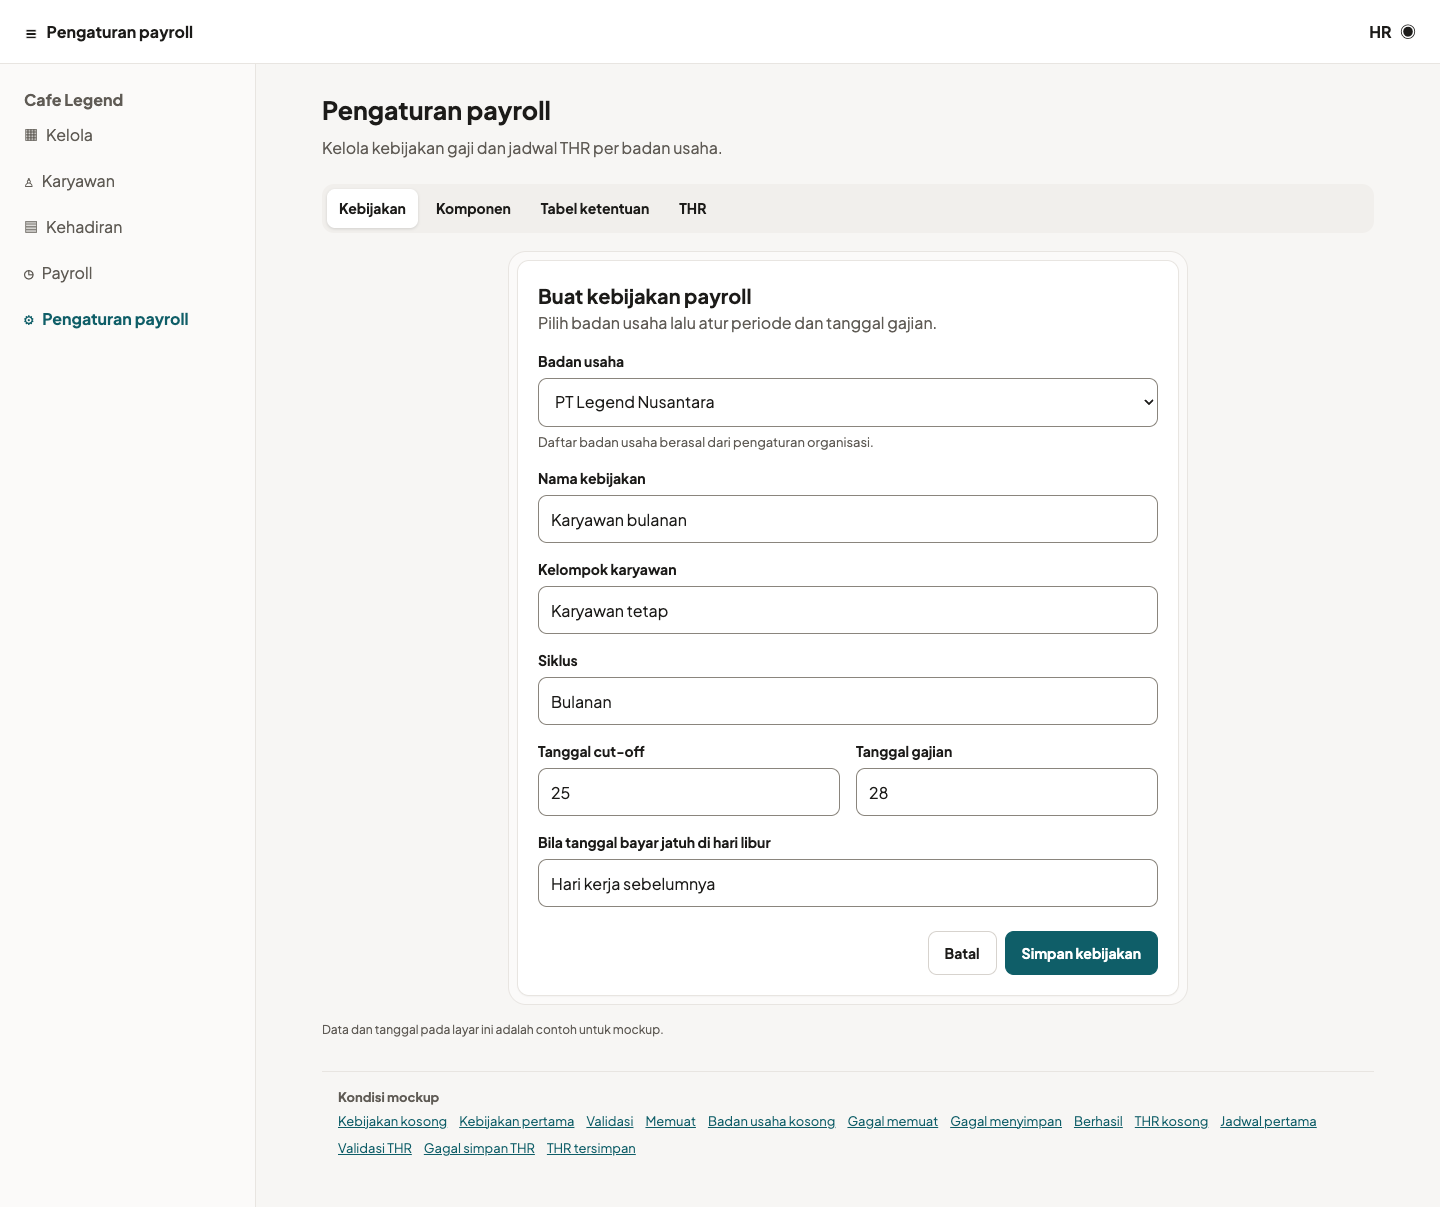 Pengaturan payroll
HR
Cafe Legend
Kelola
Karyawan
Kehadiran
Payroll
Pengaturan payroll
Pengaturan payroll
Kelola kebijakan gaji dan jadwal THR per badan usaha.
Kebijakan Komponen Tabel ketentuan THR
Buat kebijakan payroll
Pilih badan usaha lalu atur periode dan tanggal gajian.
Badan usaha
PT Legend Nusantara
Daftar badan usaha berasal dari pengaturan organisasi.
Nama kebijakan
Karyawan bulanan
Kelompok karyawan
Karyawan tetap
Siklus
Bulanan
Tanggal cut-off Tanggal gajian
25 28
Bila tanggal bayar jatuh di hari libur
Hari kerja sebelumnya
Batal Simpan kebijakan
Data dan tanggal pada layar ini adalah contoh untuk mockup.
Kondisi mockup
Kebijakan kosong Kebijakan pertama Validasi Memuat Badan usaha kosong Gagal memuat Gagal menyimpan Berhasil THR kosong Jadwal pertama
Validasi THR Gagal simpan THR THR tersimpan